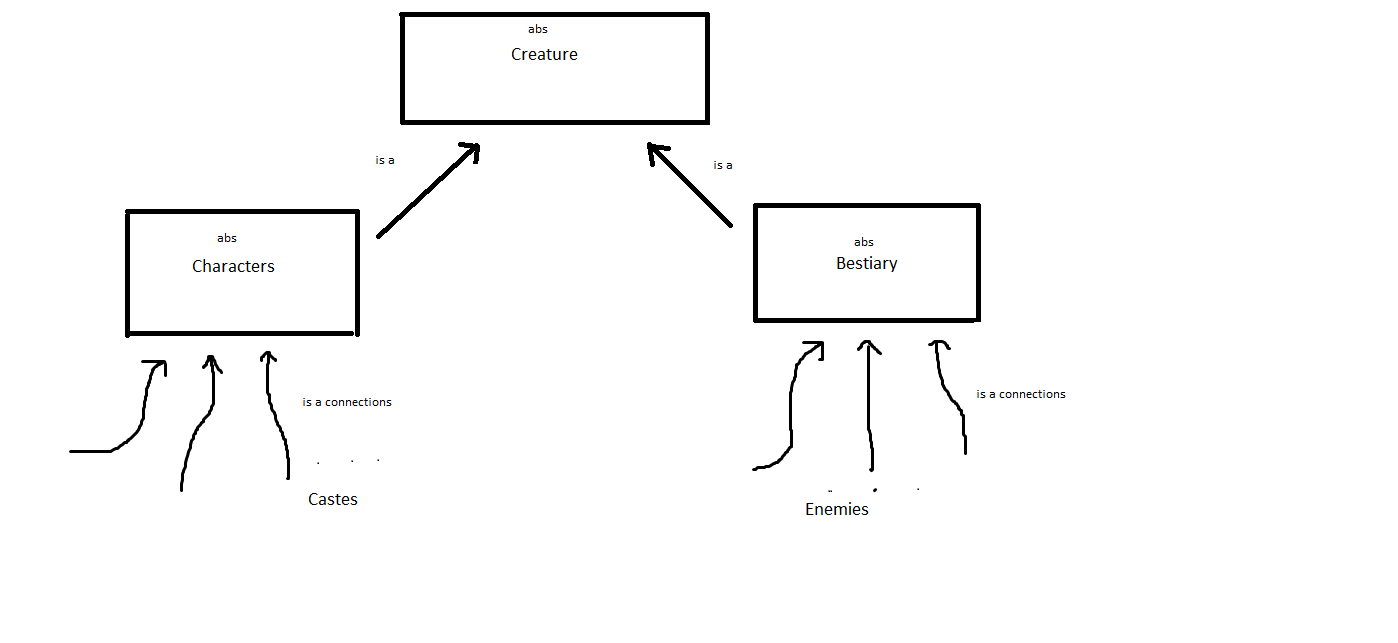 abs
Creature
is a
is a
abs
Characters
abs
Bestiary
is a connections
is a connections
Castes
Enemies